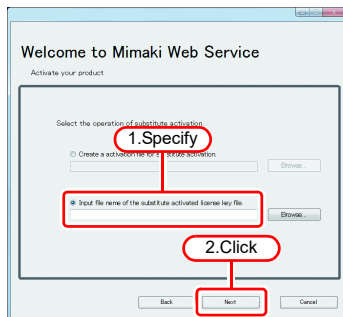 Welcome to Mimaki Web Service
Activate your product
Select the operation of substitute activation.
1.Specify
Create a activation file for substitute activation.
Browse...
Input file name of the substitute activated license key file.
Browse...
2.Click
Back
Next
Cancel